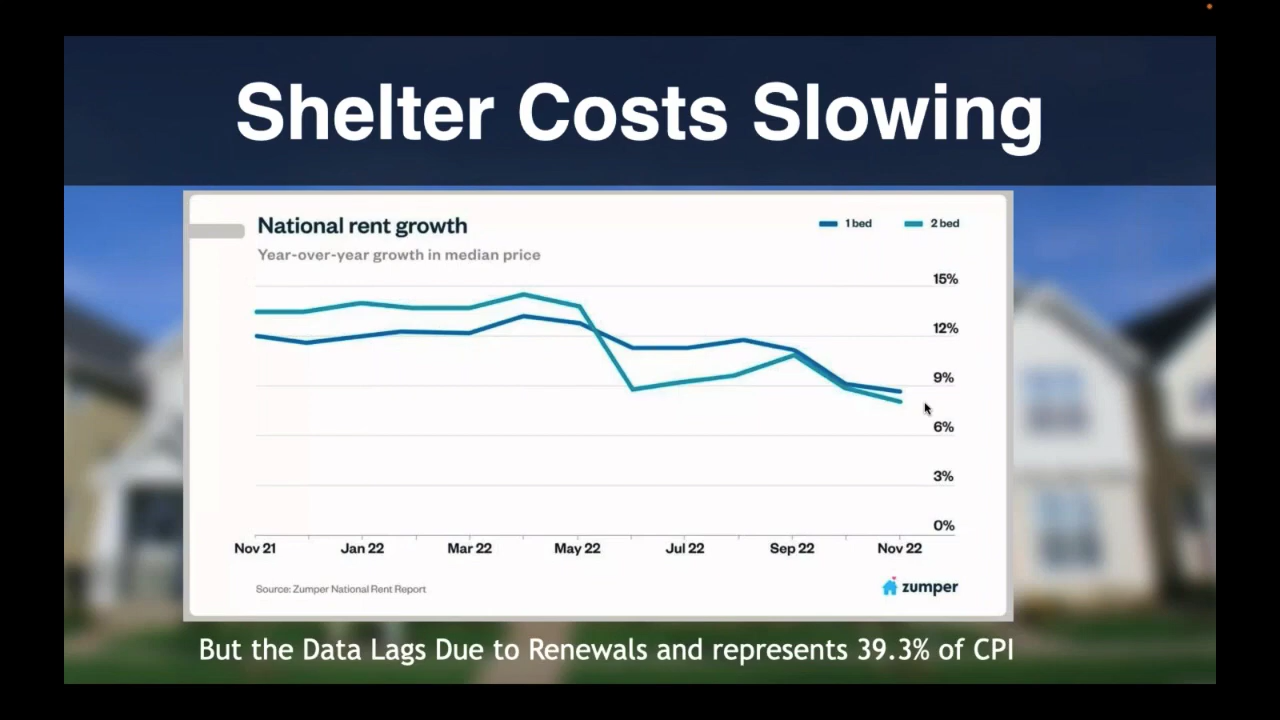 Shelter Costs Slowing
National rent growth
1 bed
2 bed
Year-over-year growth in median price
15%
12%
9%
6%
3%
0%
Nov 21
Jan 22
Mar 22
May 22
Jul 22
Sep 22
Nov 22
Source: Zumper National Rent Report
zumper
But the Data Lags Due to Renewals and represents 39.3% of CPI